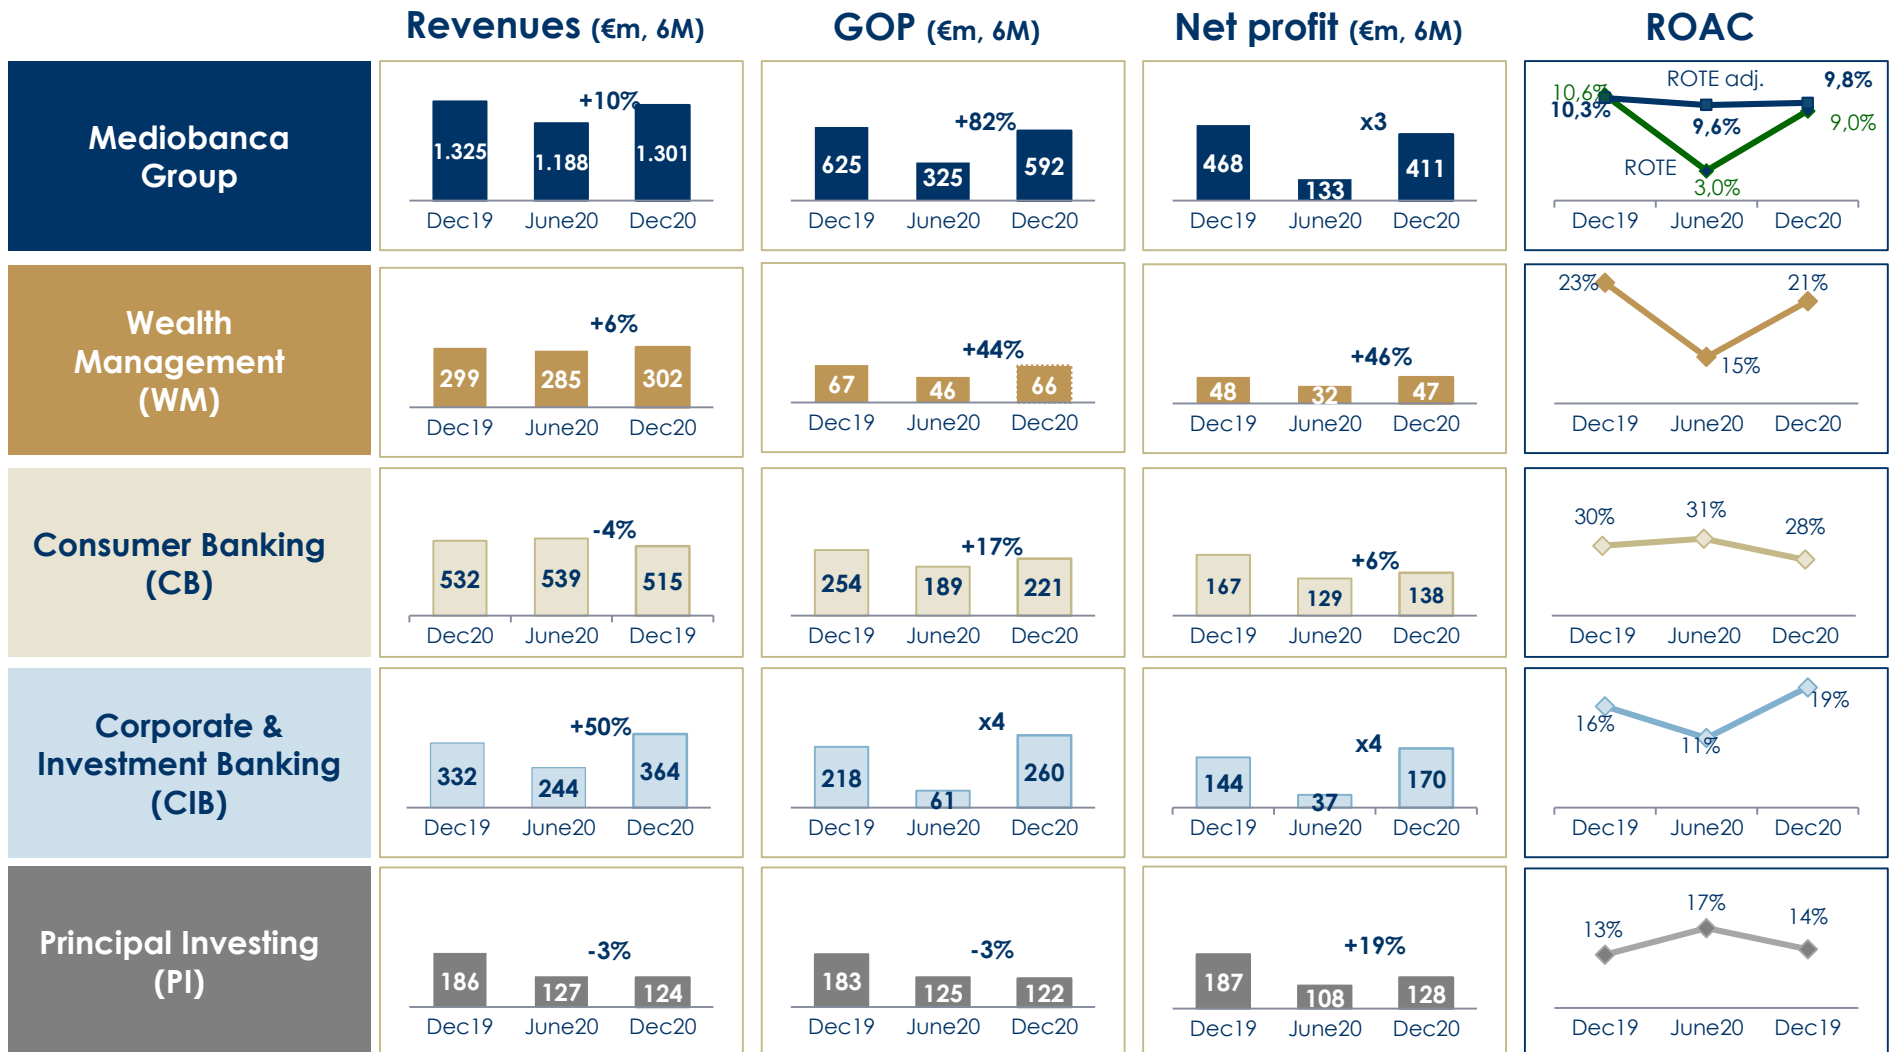 Revenues (€m, 6M)
GOP (€m, 6M)
Net profit (€m, 6M)
ROAC
Mediobanca
Group
+10%
1.325
1.188
1.301
Dec19
June20
Dec20
+82%
625
325
592
Dec19
June20
Dec20
x3
468
133
411
Dec19
June20
Dec20
ROTE adj.
9,8%
10,6%
10,3%
9,6%
9,0%
ROTE
3,0%
Dec19
June20
Dec20
Wealth
Management
(WM)
+6%
299
285
302
Dec19
June20
Dec20
+44%
67
46
66
Dec19
June20
Dec20
+46%
48
32
47
Dec19
June20
Dec20
23%
21%
15%
Dec19
June20
Dec20
Consumer Banking
(CB)
-4%
532
539
515
Dec20
June20
Dec19
+17%
254
189
221
Dec19
June20
Dec20
+6%
167
129
138
Dec19
June20
Dec20
30%
31%
28%
Dec19
June20
Dec20
Corporate &
Investment Banking
(CIB)
+50%
332
244
364
Dec19
June20
Dec20
x4
218
61
260
Dec19
June20
Dec20
x4
144
37
170
Dec19
June20
Dec20
16%
11%
19%
Dec19
June20
Dec20
Principal Investing
(PI)
-3%
186
127
124
Dec19
June20
Dec20
-3%
183
125
122
Dec19
June20
Dec20
+19%
187
108
128
Dec19
June20
Dec20
13%
17%
14%
Dec19
June20
Dec19